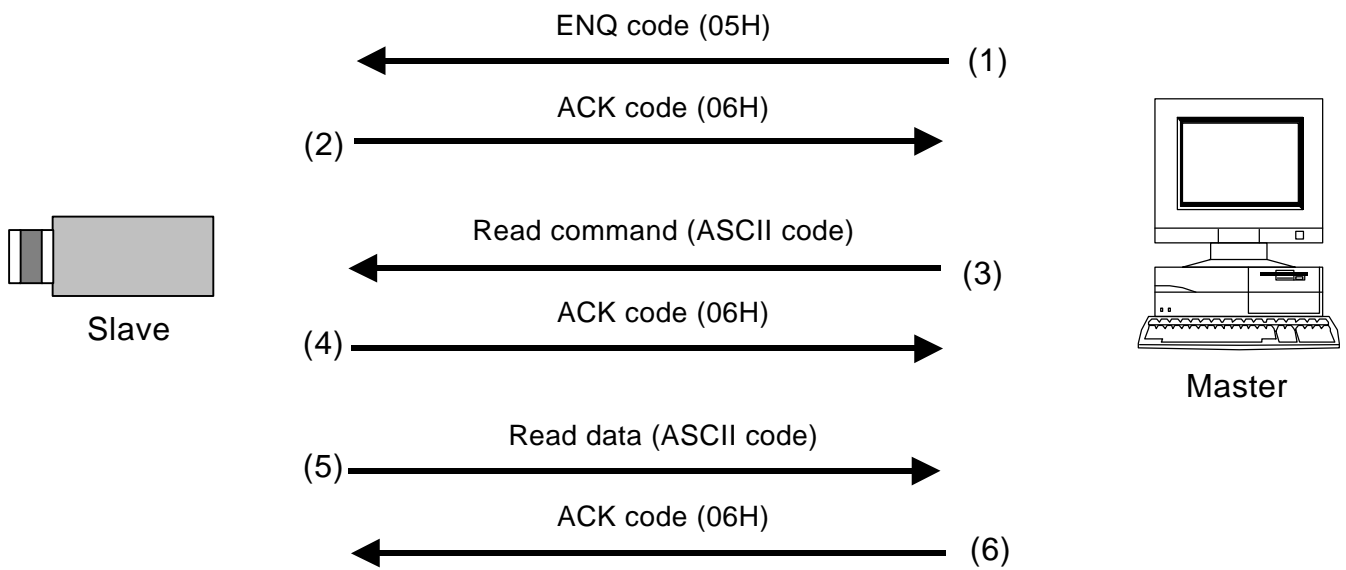 ENQ code (05H)
(1)
ACK code (06H)
(2)
Read command (ASCII code)
(3)
Slave
ACK code (06H)
(4)
Master
Read data (ASCII code)
(5)
ACK code (06H)
(6)